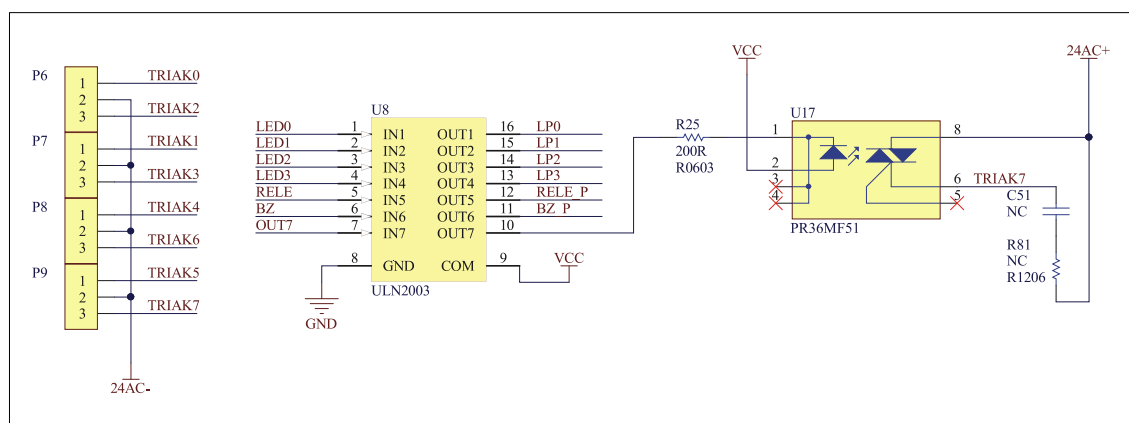 P6
1 TRIAK0
2
3 TRIAK2
P7
1 TRIAK1
2
3 TRIAK3
P8
1 TRIAK4
2
3 TRIAK6
P9
1 TRIAK5
2
3 TRIAK7
24AC-
U8
LED0 1 IN1 OUT1 16 LP0
LED1 2 IN2 OUT2 15 LP1
LED2 3 IN3 OUT3 14 LP2
LED3 4 IN4 OUT4 13 LP3
RELE 5 IN5 OUT5 12 RELE_P
BZ 6 IN6 OUT6 11 BZ_P
OUT7 7 IN7 OUT7 10
8 GND COM 9 VCC
ULN2003
GND
VCC
R25
200R
R0603
U17
1
2
3
4
8
6 TRIAK7
5
PR36MF51
24AC+
C51
NC
R81
NC
R1206